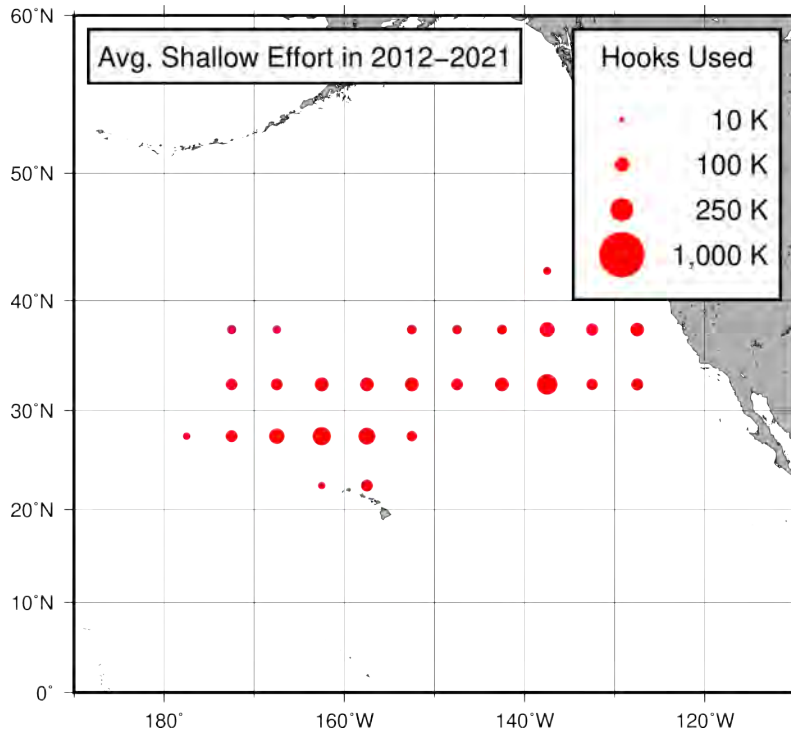 60˚N
Avg. Shallow Effort in 2012−2021
Hooks Used
10 K
100 K
250 K
1,000 K
50˚N
40˚N
30˚N
20˚N
10˚N
0˚
180˚
160˚W
140˚W
120˚W